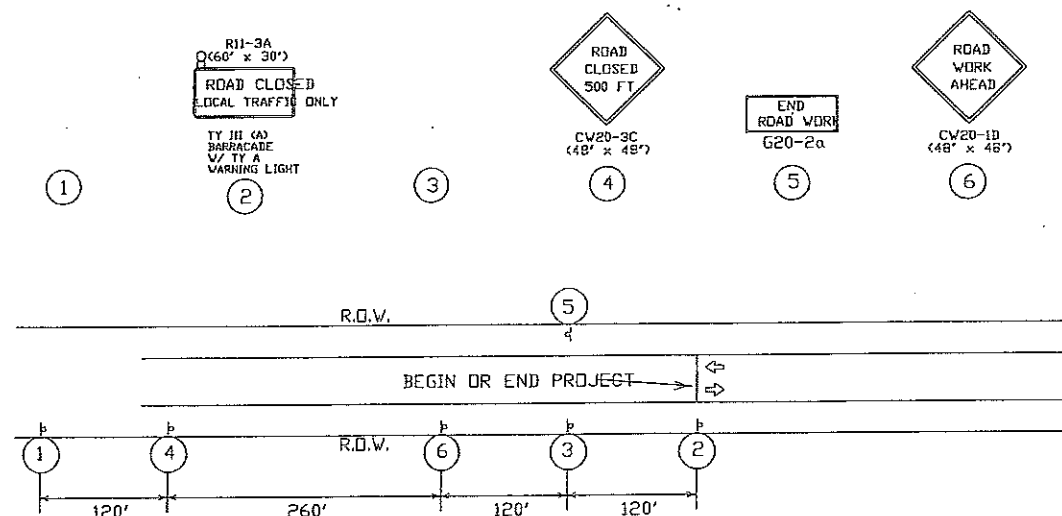 R11-3A
(60' x 30')
ROAD CLOSED
LOCAL TRAFFIC ONLY
TY III (A)
BARRACADE
W/ TY A
WARNING LIGHT
ROAD
CLOSED
500 FT
CW20-3C
(48' x 48')
END
ROAD WORK
G20-2a
ROAD
WORK
AHEAD
CW20-1D
(48' x 48')
1
2
3
4
5
6
R.O.W.
5
BEGIN OR END PROJECT
R.O.W.
1
4
6
3
2
120'
260'
120'
120'